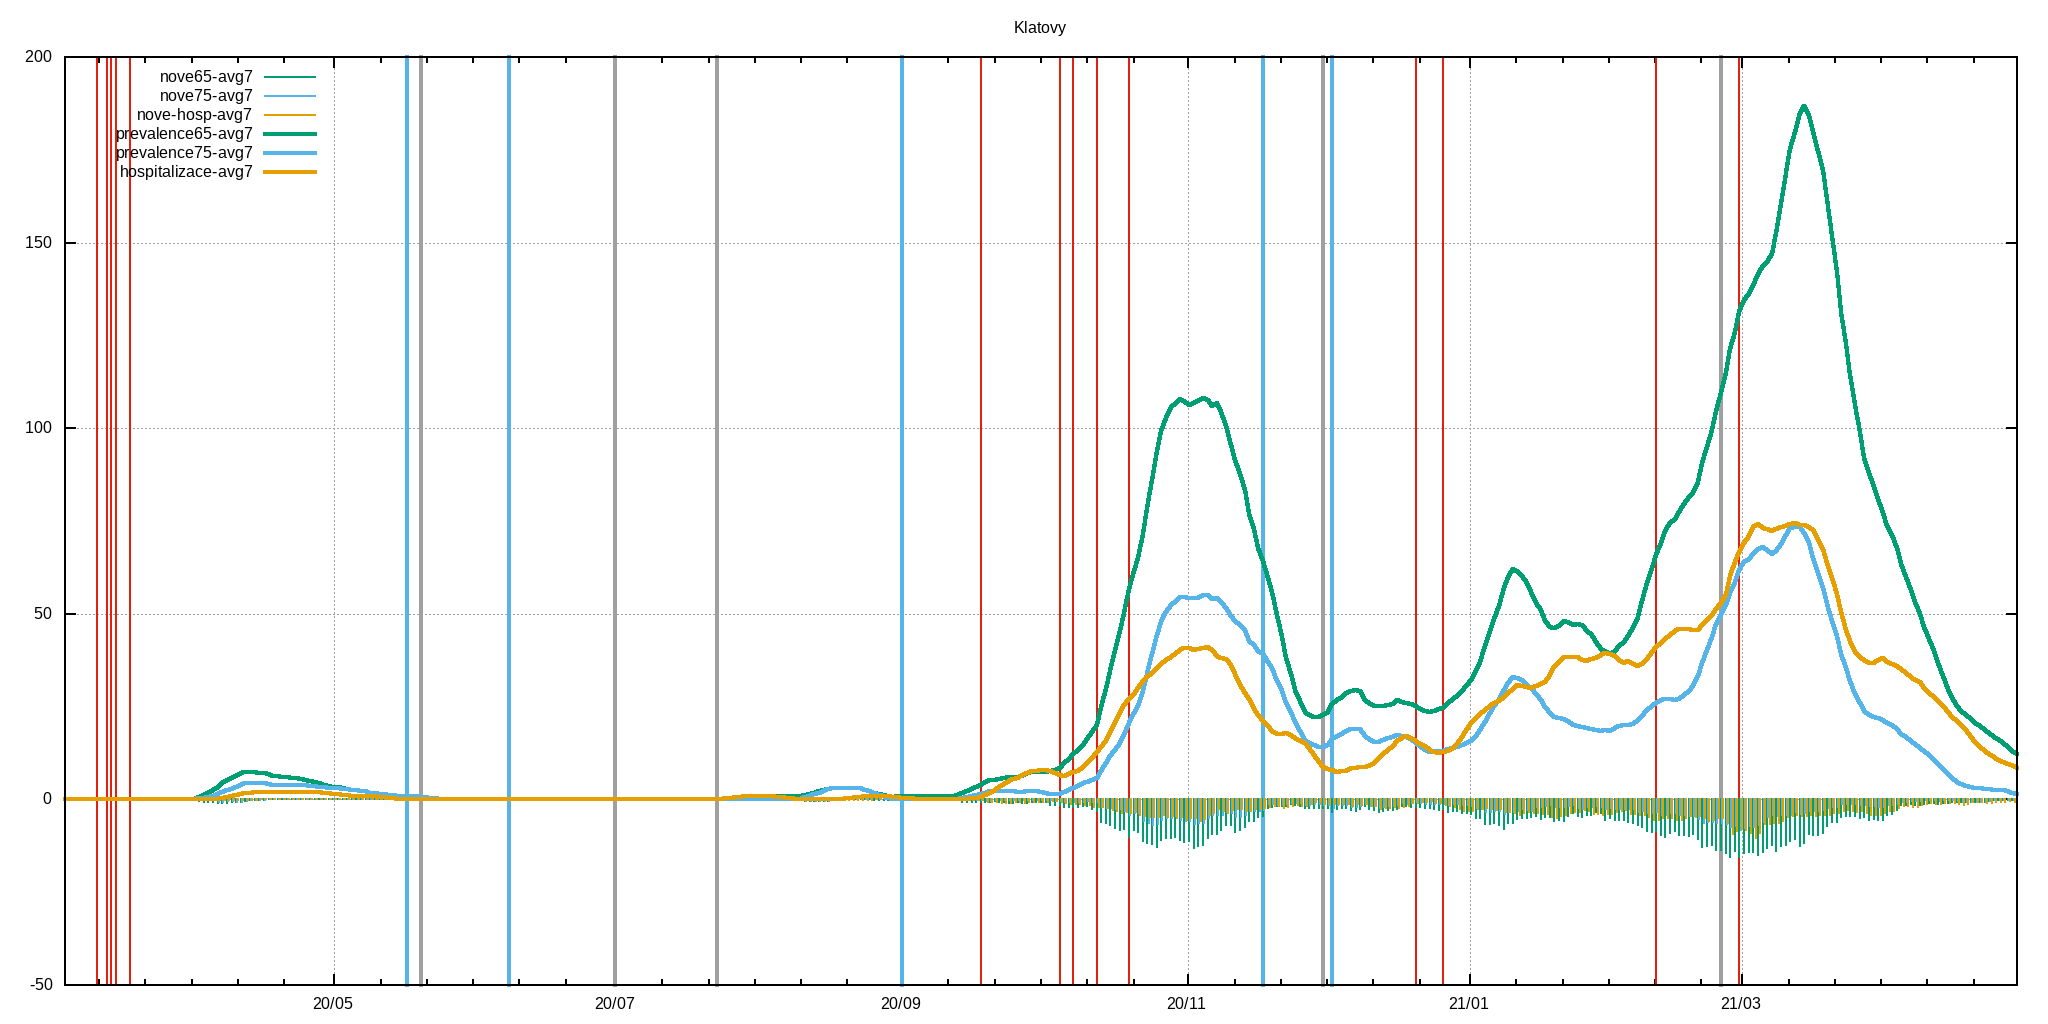 Klatovy
200
150
100
50
0
-50
nove65-avg7
nove75-avg7
nove-hosp-avg7
prevalence65-avg7
prevalence75-avg7
hospitalizace-avg7
20/05 20/07 20/09 20/11 21/01 21/03